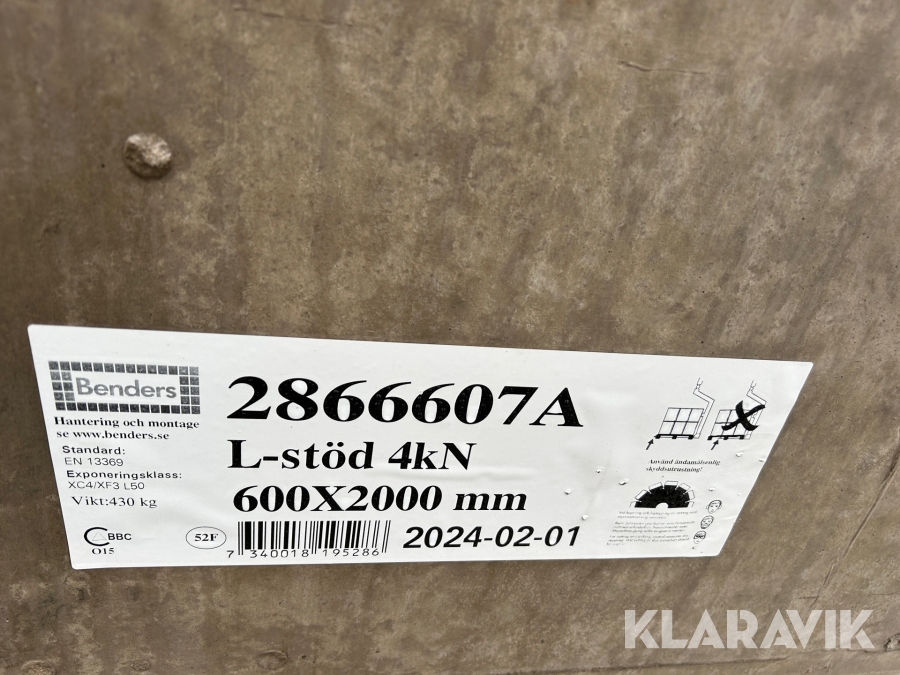 Benders
Hantering och montage
se www.benders.se
Standard:
EN 13369
Exponeringsklass:
XC4/XF3 L50
Vikt:430 kg
BBC
O15
52F
2866607A
L-stöd 4kN
600X2000 mm
7 340018 195286
2024-02-01
Använd ändamålsenlig
skyddsutrustning!
KLARAVIK